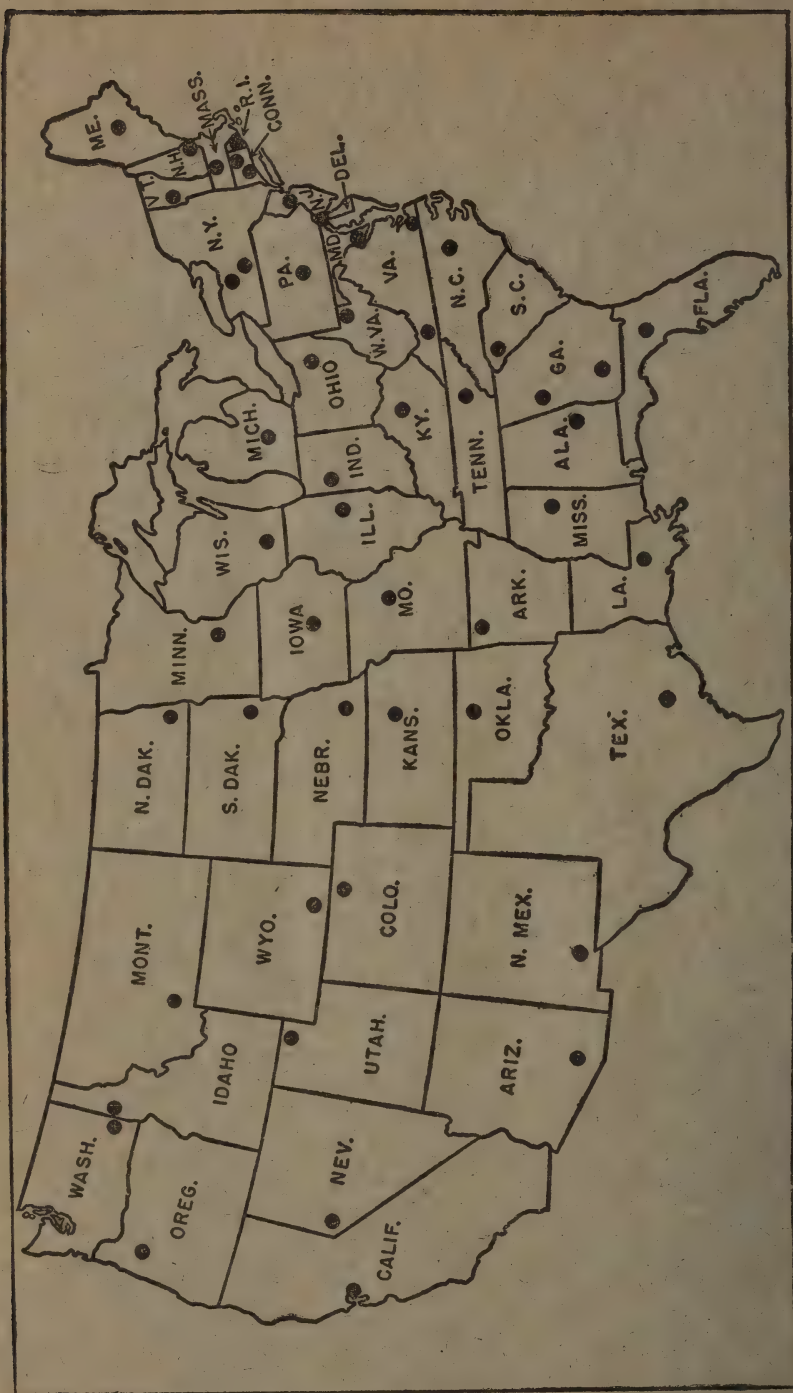 WASH.
OREG.
CALIF.
NEV.
IDAHO
MONT.
WYO.
UTAH.
ARIZ.
COLO.
N. MEX.
N. DAK.
S. DAK.
NEBR.
KANS.
OKLA.
TEX.
MINN.
IOWA
MO.
ARK.
LA.
WIS.
ILL.
MICH.
IND.
OHIO
KY.
TENN.
MISS.
ALA.
GA.
FLA.
S.C.
N.C.
VA.
W.VA.
MD.
DEL.
PA.
N.J.
N.Y.
VT.
N.H.
ME.
MASS.
R.I.
CONN.